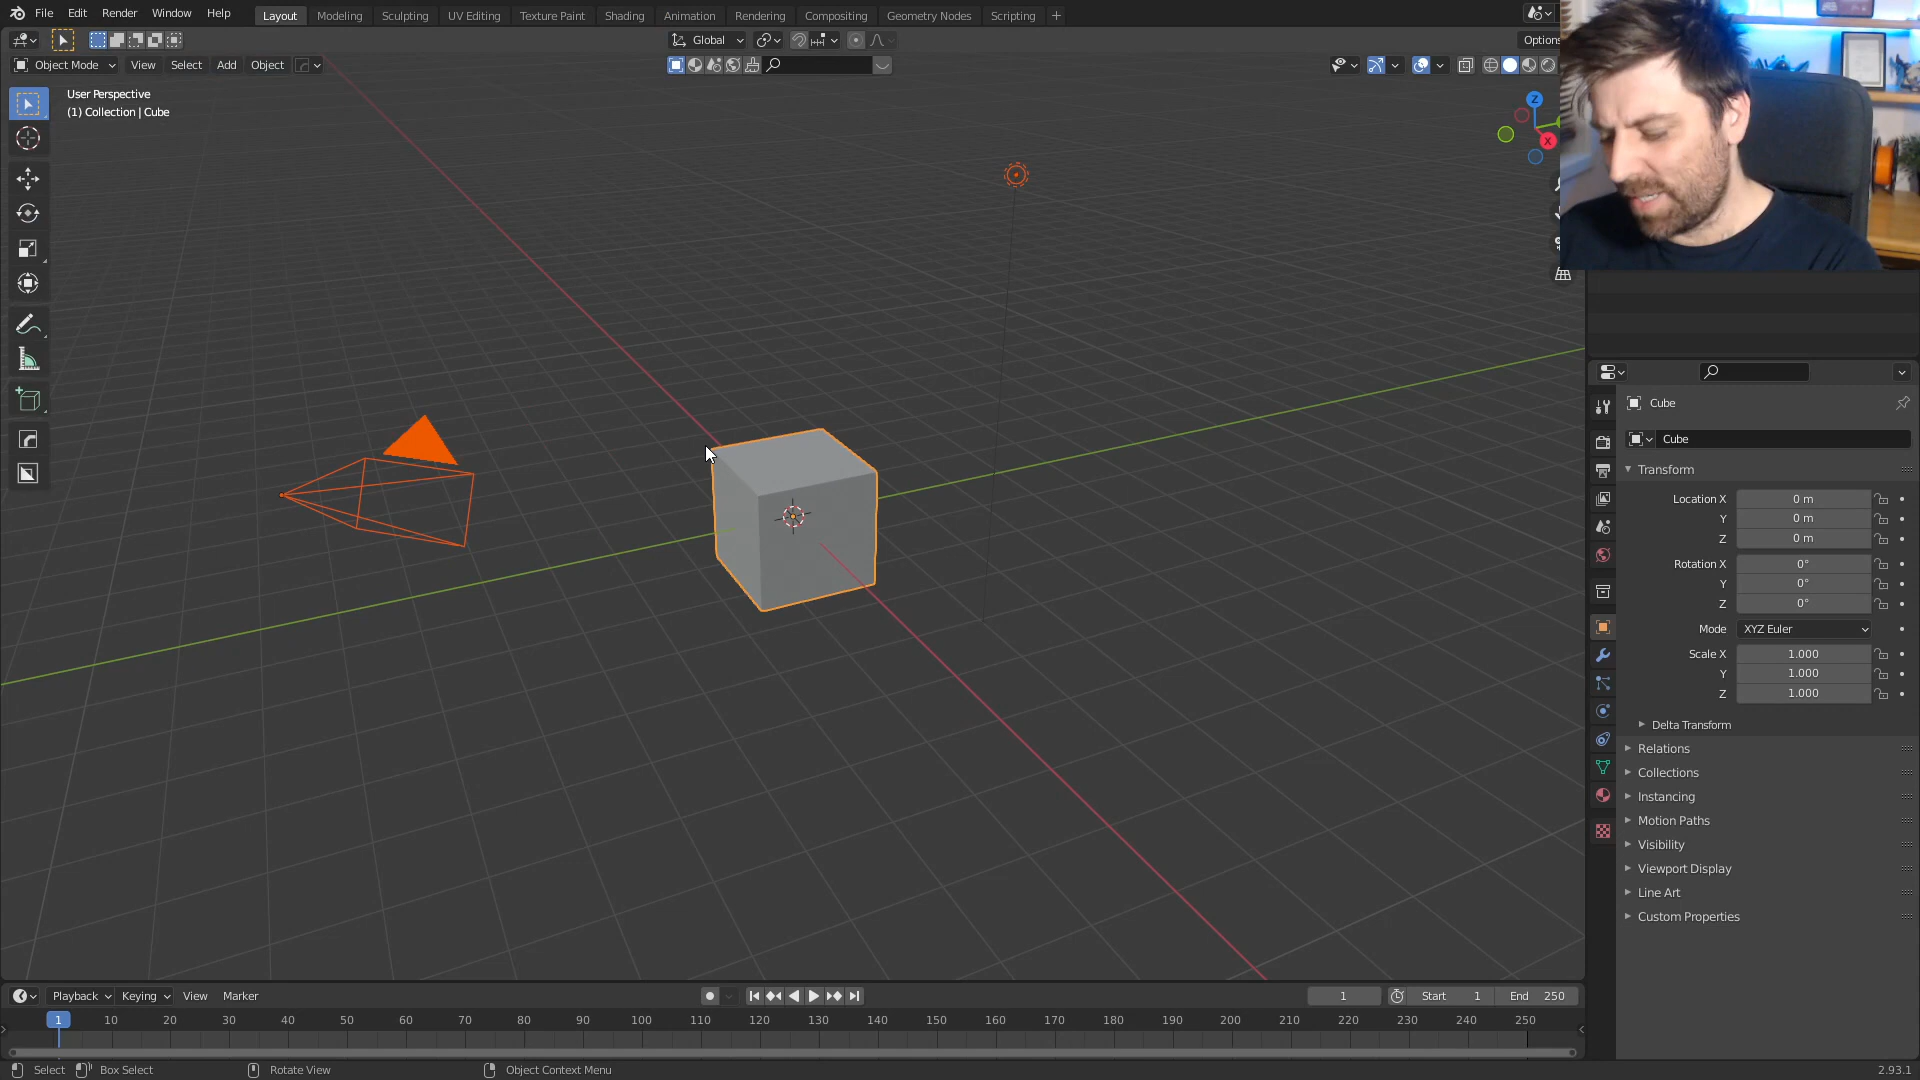 File Edit Render Window Help Layout Modeling Sculpting UV Editing Texture Paint Shading Animation Rendering Compositing Geometry Nodes Scripting
Global Options
Object Mode View Select Add Object
User Perspective
(1) Collection | Cube
Z
X
Cube
Cube
Transform
Location X 0 m
Y 0 m
Z 0 m
Rotation X 0°
Y 0°
Z 0°
Mode XYZ Euler
Scale X 1.000
Y 1.000
Z 1.000
Delta Transform
Relations
Collections
Instancing
Motion Paths
Visibility
Viewport Display
Line Art
Custom Properties
Playback Keying View Marker 1 Start 1 End 250
1 10 20 30 40 50 60 70 80 90 100 110 120 130 140 150 160 170 180 190 200 210 220 230 240 250
Select Box Select Rotate View Object Context Menu 2.93.1